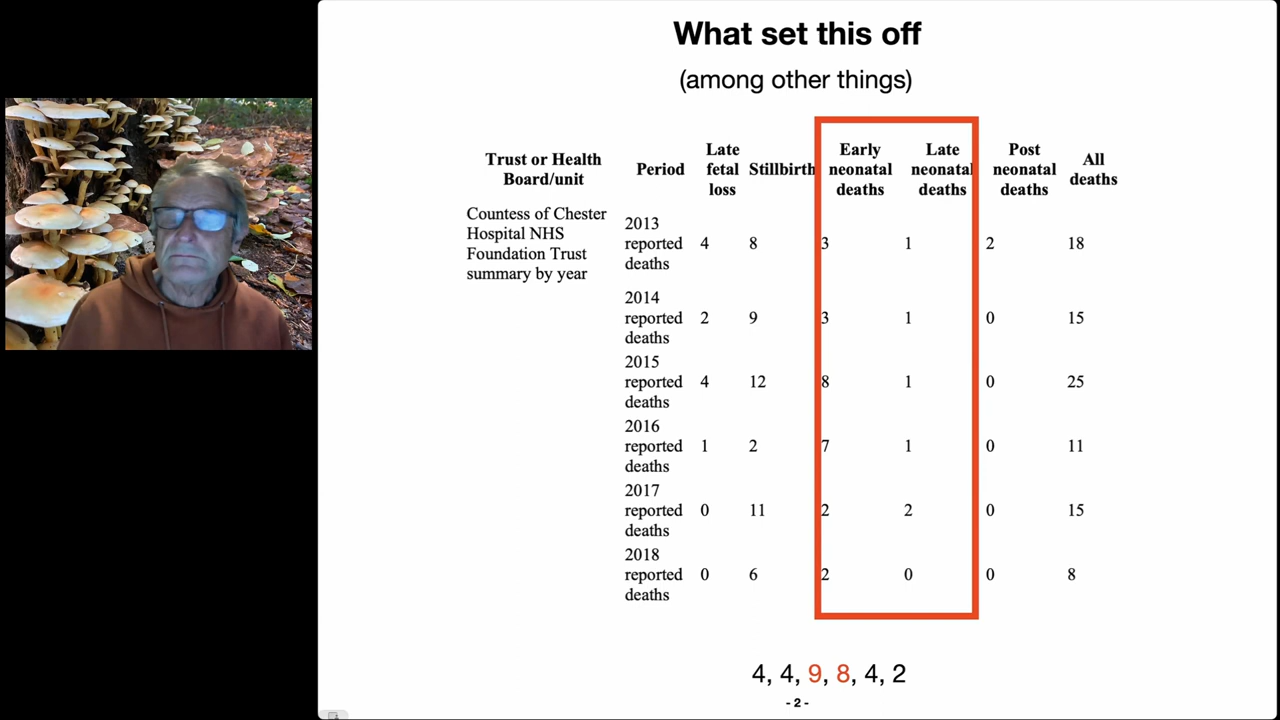 What set this off
(among other things)
Trust or Health Board/unit Period Late fetal loss Stillbirth Early neonatal deaths Late neonatal deaths Post neonatal deaths All deaths
Countess of Chester
Hospital NHS
Foundation Trust
summary by year
2013 reported deaths 4 8 3 1 2 18
2014 reported deaths 2 9 3 1 0 15
2015 reported deaths 4 12 8 1 0 25
2016 reported deaths 1 2 7 1 0 11
2017 reported deaths 0 11 2 2 0 15
2018 reported deaths 0 6 2 0 0 8
4, 4, 9, 8, 4, 2
- 2 -